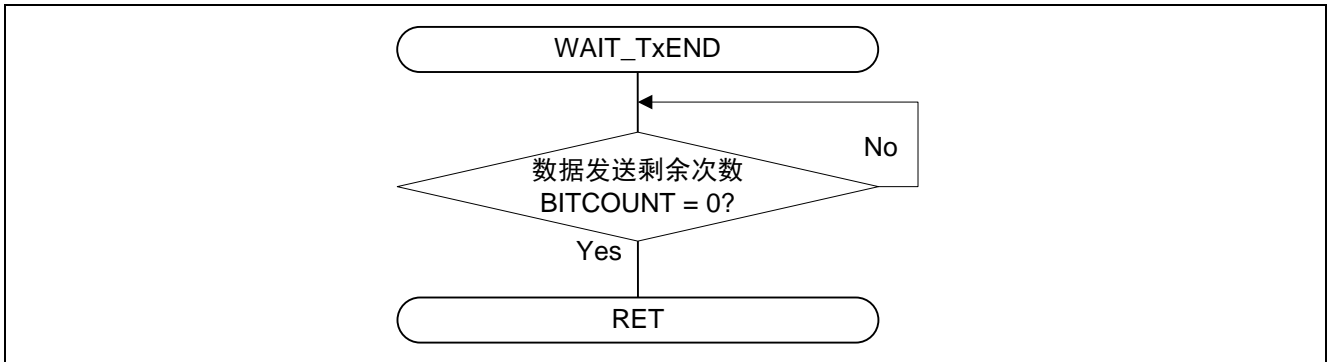 WAIT_TxEND
No
数据发送剩余次数
BITCOUNT = 0?
Yes
RET